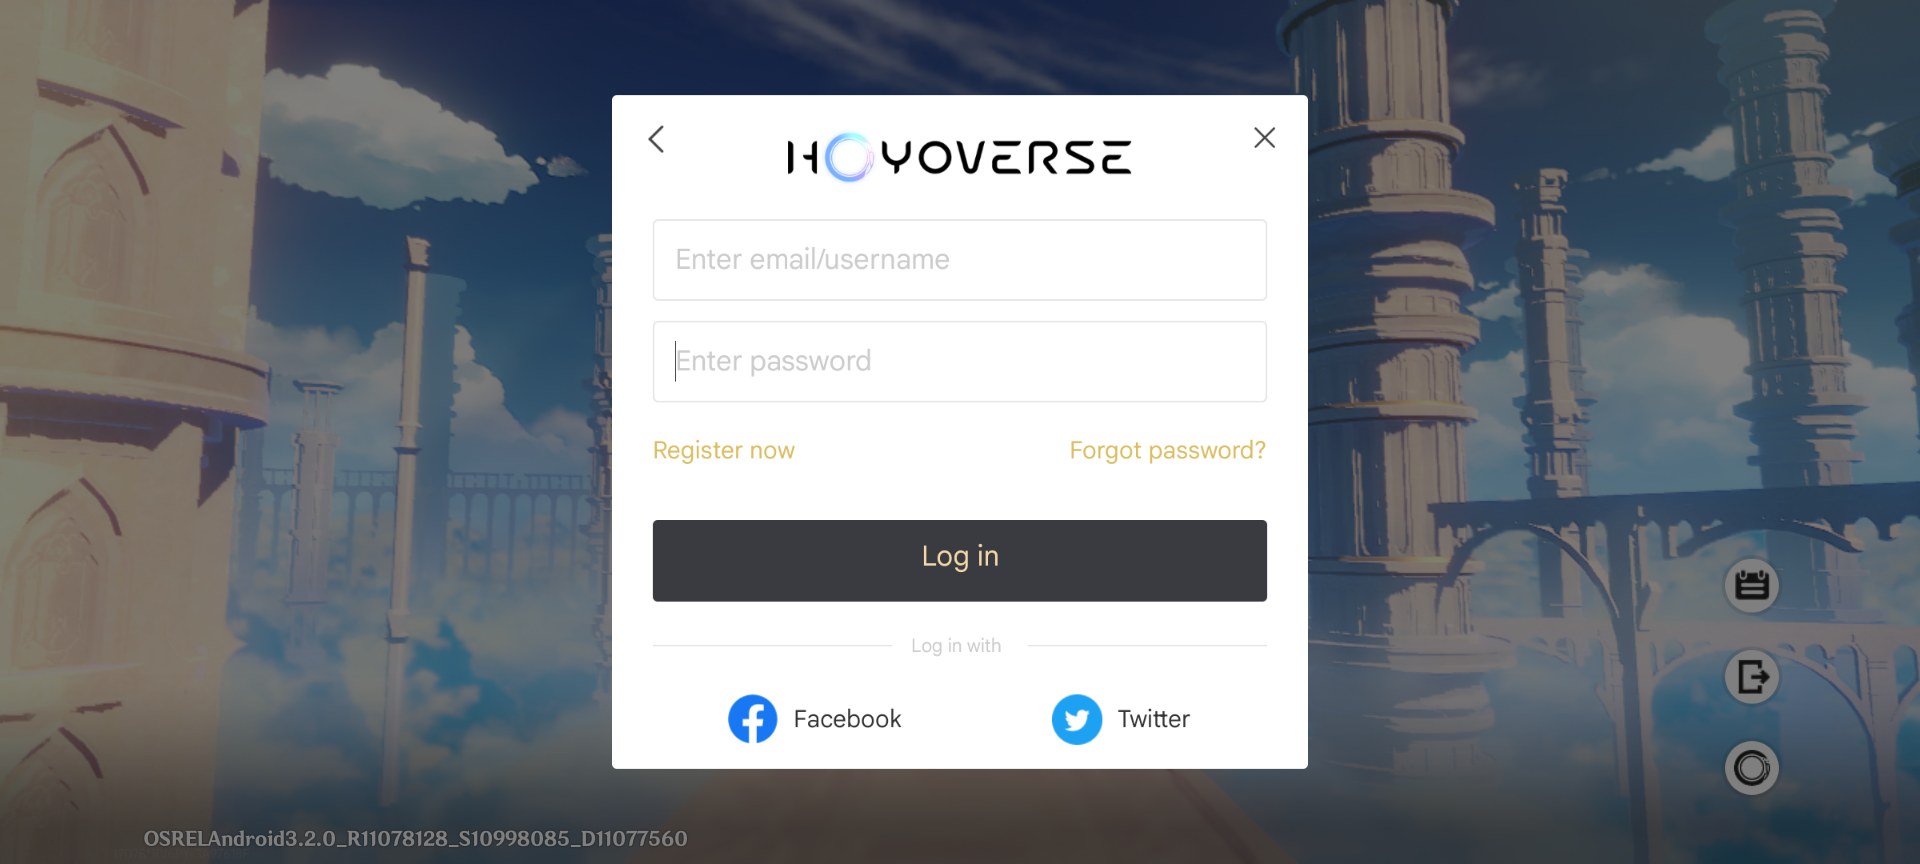 HOYOVERSE
Enter email/username
Enter password
Register now
Forgot password?
Log in
Log in with
Facebook
Twitter
OSRELAndroid3.2.0_R11078128_S10998085_D11077560